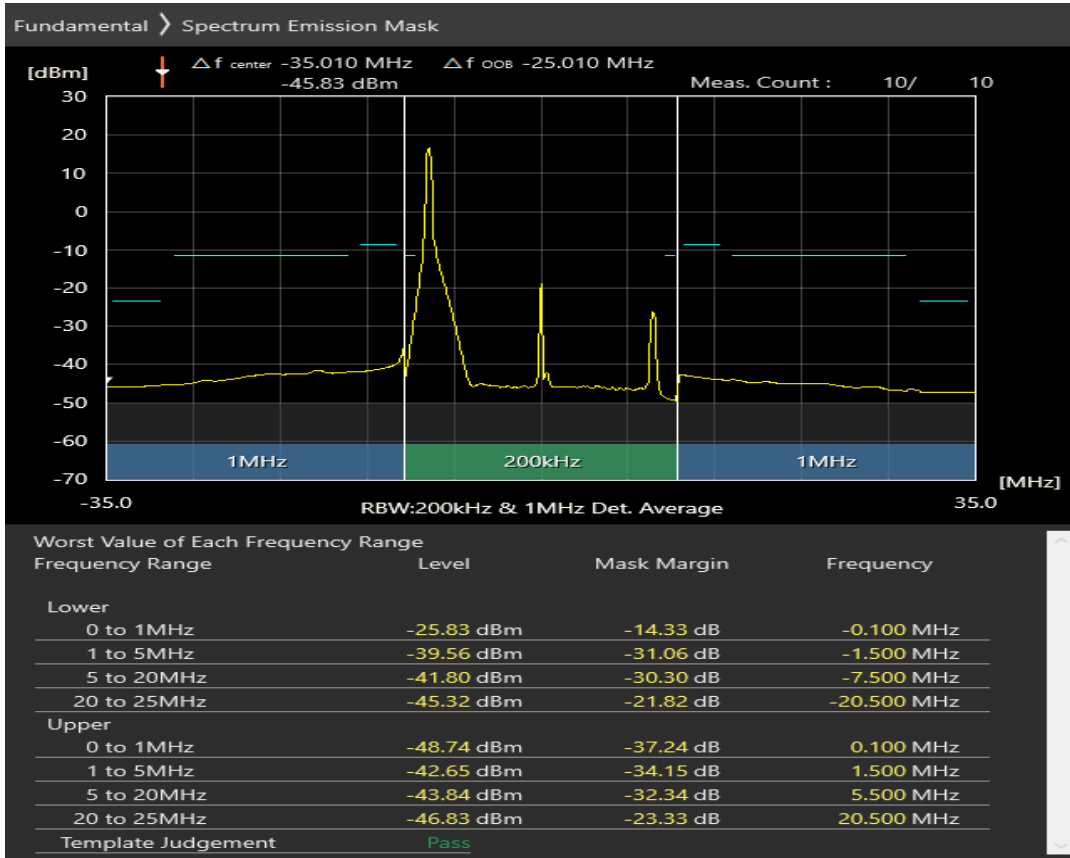 Fundamental ❯ Spectrum Emission Mask
[dBm]
△f center -35.010 MHz △f OOB -25.010 MHz
-45.83 dBm
Meas. Count : 10/ 10
30
20
10
0
-10
-20
-30
-40
-50
-60
-70
1MHz 200kHz 1MHz
[MHz]
-35.0 RBW:200kHz & 1MHz Det. Average 35.0
Worst Value of Each Frequency Range
Frequency Range Level Mask Margin Frequency
Lower
0 to 1MHz -25.83 dBm -14.33 dB -0.100 MHz
1 to 5MHz -39.56 dBm -31.06 dB -1.500 MHz
5 to 20MHz -41.80 dBm -30.30 dB -7.500 MHz
20 to 25MHz -45.32 dBm -21.82 dB -20.500 MHz
Upper
0 to 1MHz -48.74 dBm -37.24 dB 0.100 MHz
1 to 5MHz -42.65 dBm -34.15 dB 1.500 MHz
5 to 20MHz -43.84 dBm -32.34 dB 5.500 MHz
20 to 25MHz -46.83 dBm -23.33 dB 20.500 MHz
Template Judgement Pass